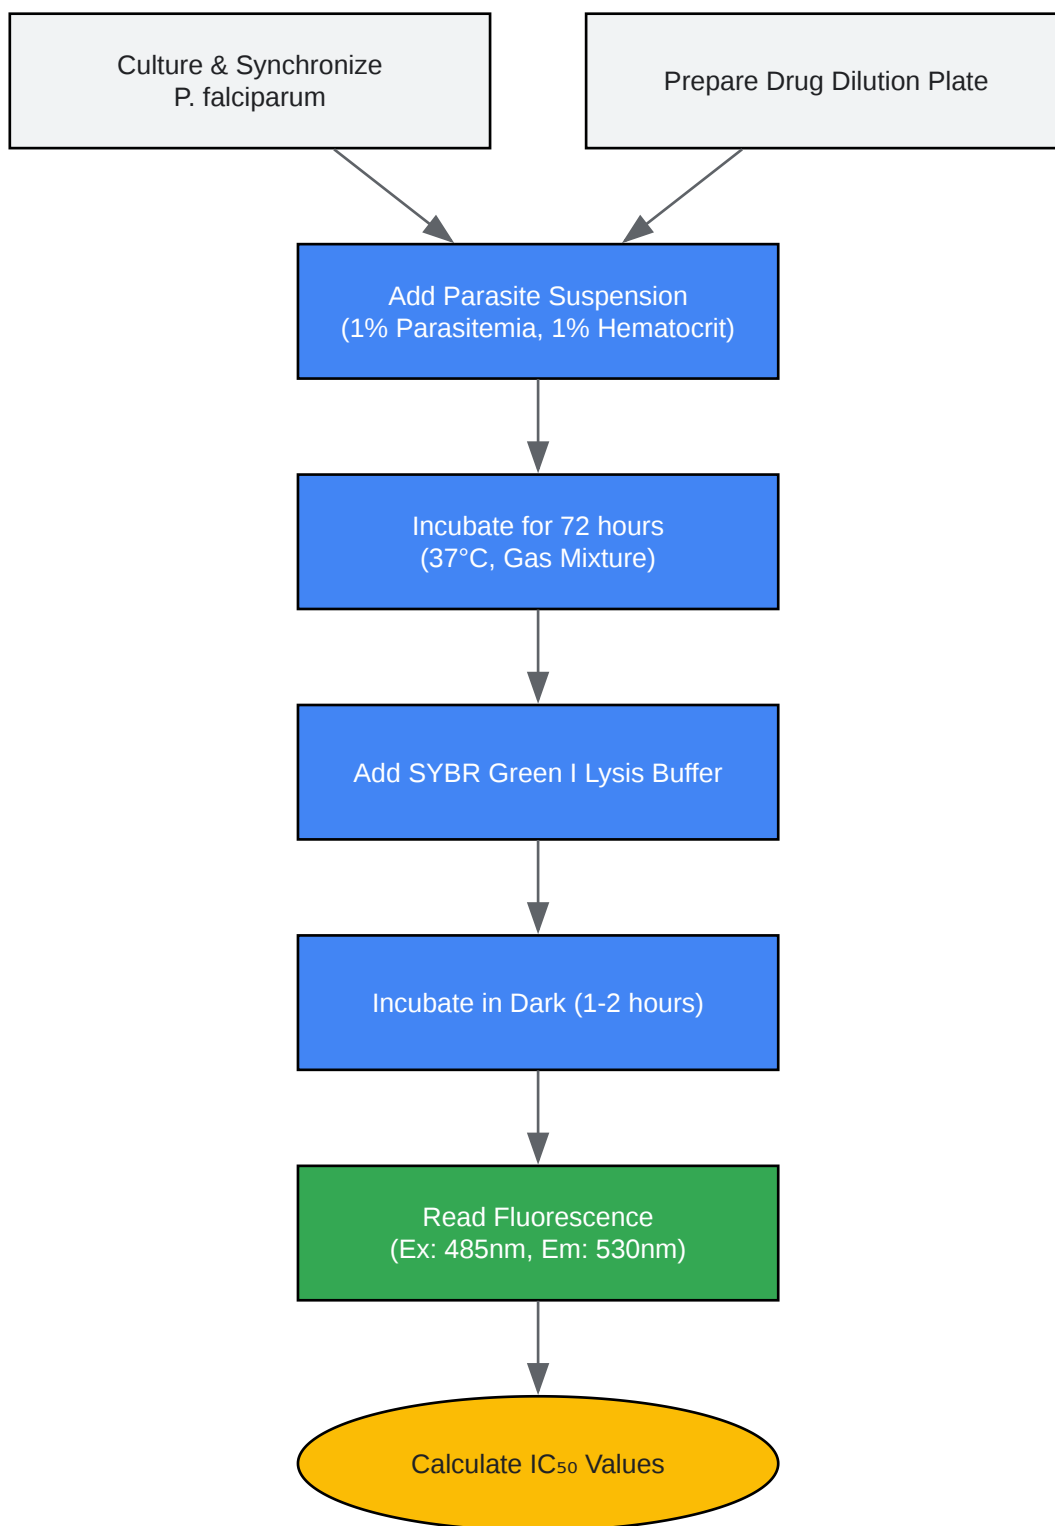 Culture & Synchronize
P. falciparum
Prepare Drug Dilution Plate
Add Parasite Suspension
(1% Parasitemia, 1% Hematocrit)
Incubate for 72 hours
(37°C, Gas Mixture)
Add SYBR Green I Lysis Buffer
Incubate in Dark (1-2 hours)
Read Fluorescence
(Ex: 485nm, Em: 530nm)
Calculate IC₅₀ Values